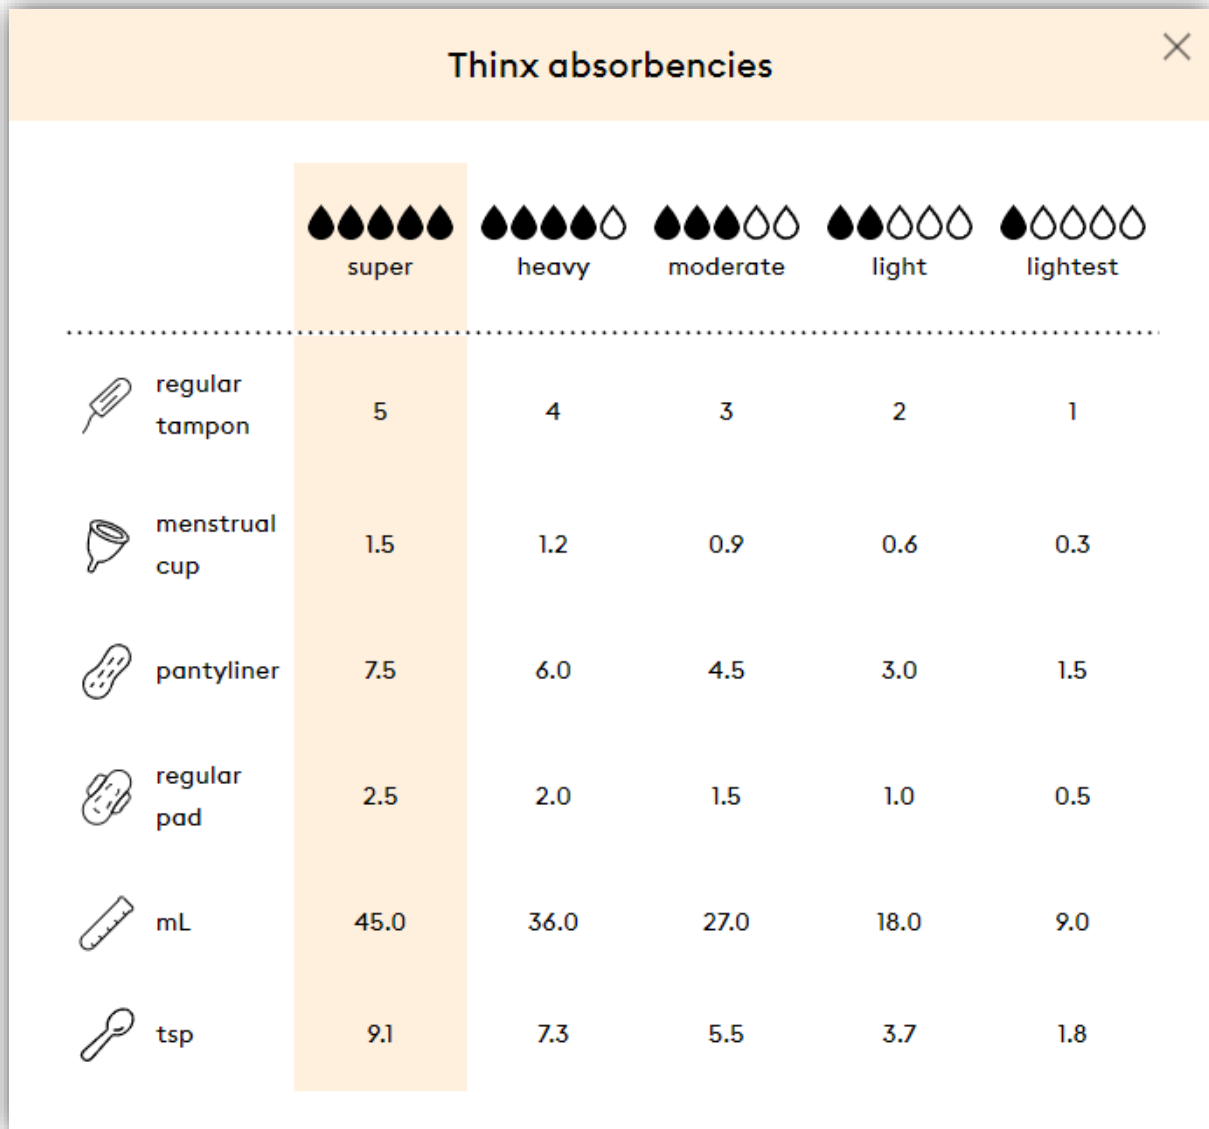 Thinx absorbencies
super heavy moderate light lightest
regular
tampon
5 4 3 2 1
menstrual
cup
1.5 1.2 0.9 0.6 0.3
pantyliner 7.5 6.0 4.5 3.0 1.5
regular
pad
2.5 2.0 1.5 1.0 0.5
mL 45.0 36.0 27.0 18.0 9.0
tsp 9.1 7.3 5.5 3.7 1.8